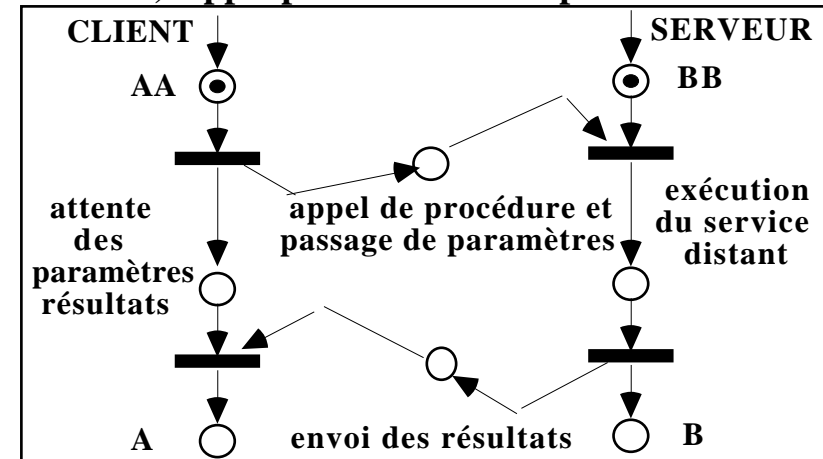 CLIENT
SERVEUR
AA
BB
attente
des
paramètres
résultats
appel de procédure et
passage de paramètres
exécution
du service
distant
A
envoi des résultats
B